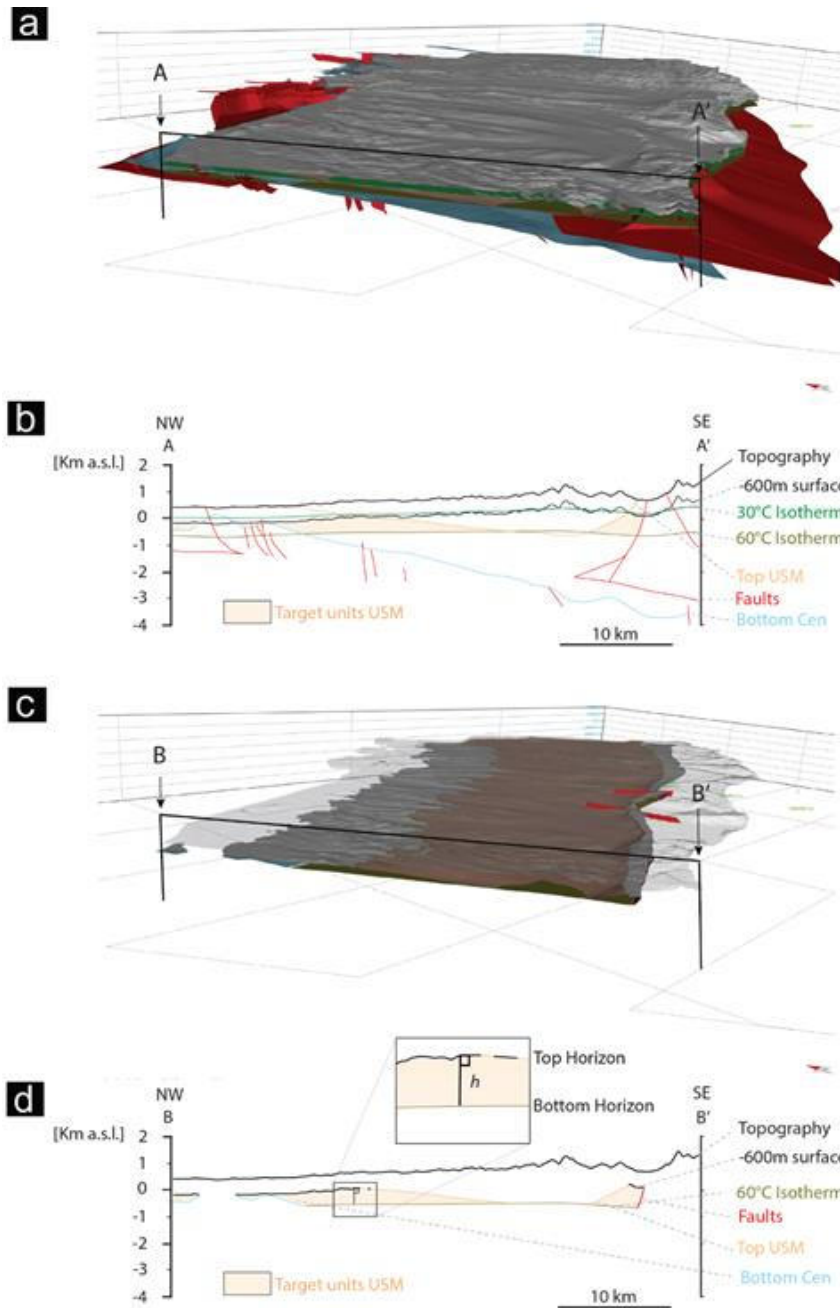 a
A
A'
b
NW
A
SE
A'
[Km a.s.l.]
2
1
0
-1
-2
-3
-4
Topography
-600m surface
30°C Isotherm
60°C Isotherm
Top USM
Faults
Bottom Cen
Target units USM
10 km
c
B
B'
Top Horizon
h
Bottom Horizon
d
NW
B
SE
B'
[Km a.s.l.]
2
1
0
-1
-2
-3
-4
Topography
-600m surface
60°C Isotherm
Faults
Top USM
Bottom Cen
Target units USM
10 km